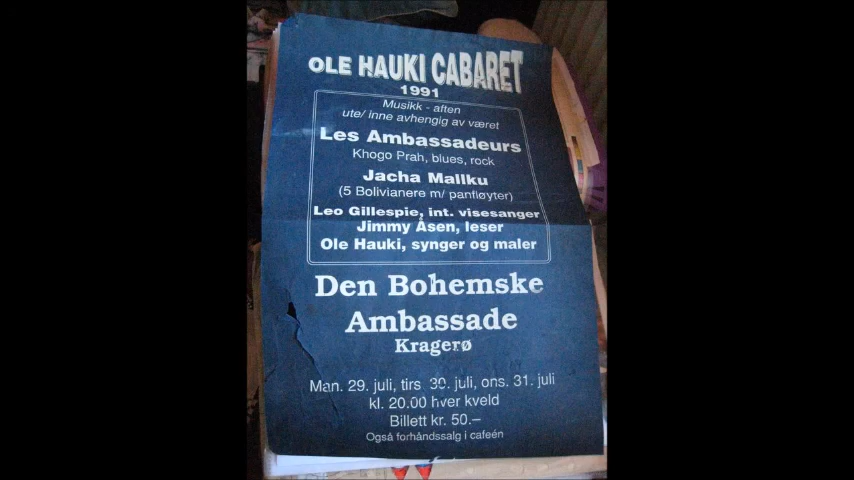 OLE HAUKI CABARET
1991
Musikk - aften
ute/ inne avhengig av været
Les Ambassadeurs
Khogo Prah, blues, rock
Jacha Mallku
(5 Bolivianere m/ panfløyter)
Leo Gillespie, int. visesanger
Jimmy Åsen, leser
Ole Hauki, synger og maler
Den Bohemske
Ambassade
Kragerø
Man. 29. juli, tirs. 30. juli, ons. 31. juli
kl. 20.00 hver kveld
Billett kr. 50.–
Også forhåndssalg i cafeén